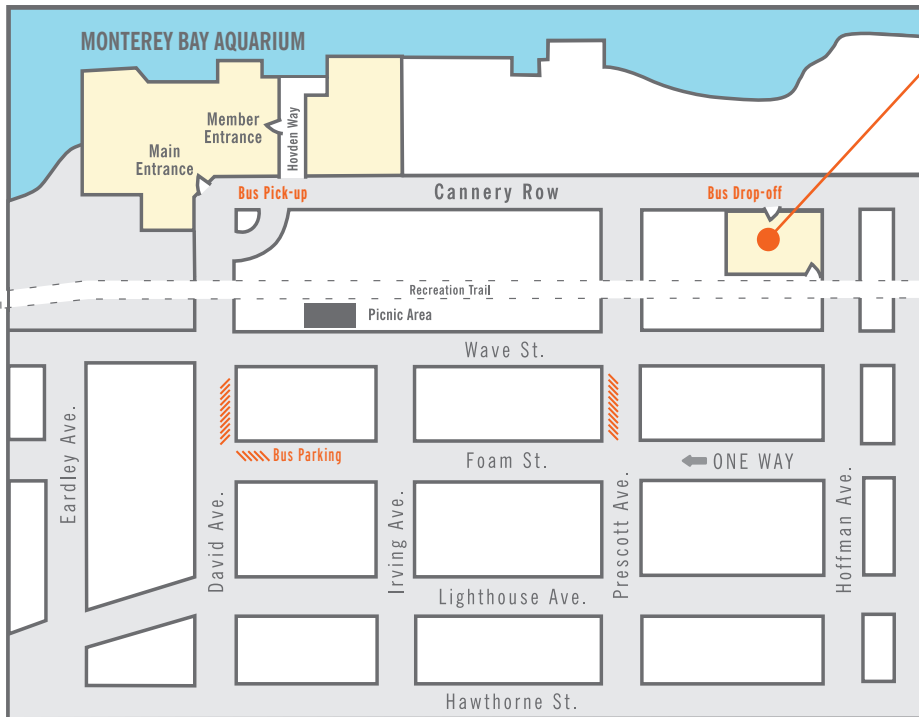 MONTEREY BAY AQUARIUM
Member
Entrance
Hovden Way
Main
Entrance
Bus Pick-up
Cannery Row
Bus Drop-off
Recreation Trail
Picnic Area
Wave St.
Eardley Ave.
Bus Parking
Foam St.
ONE WAY
David Ave.
Irving Ave.
Prescott Ave.
Hoffman Ave.
Lighthouse Ave.
Hawthorne St.